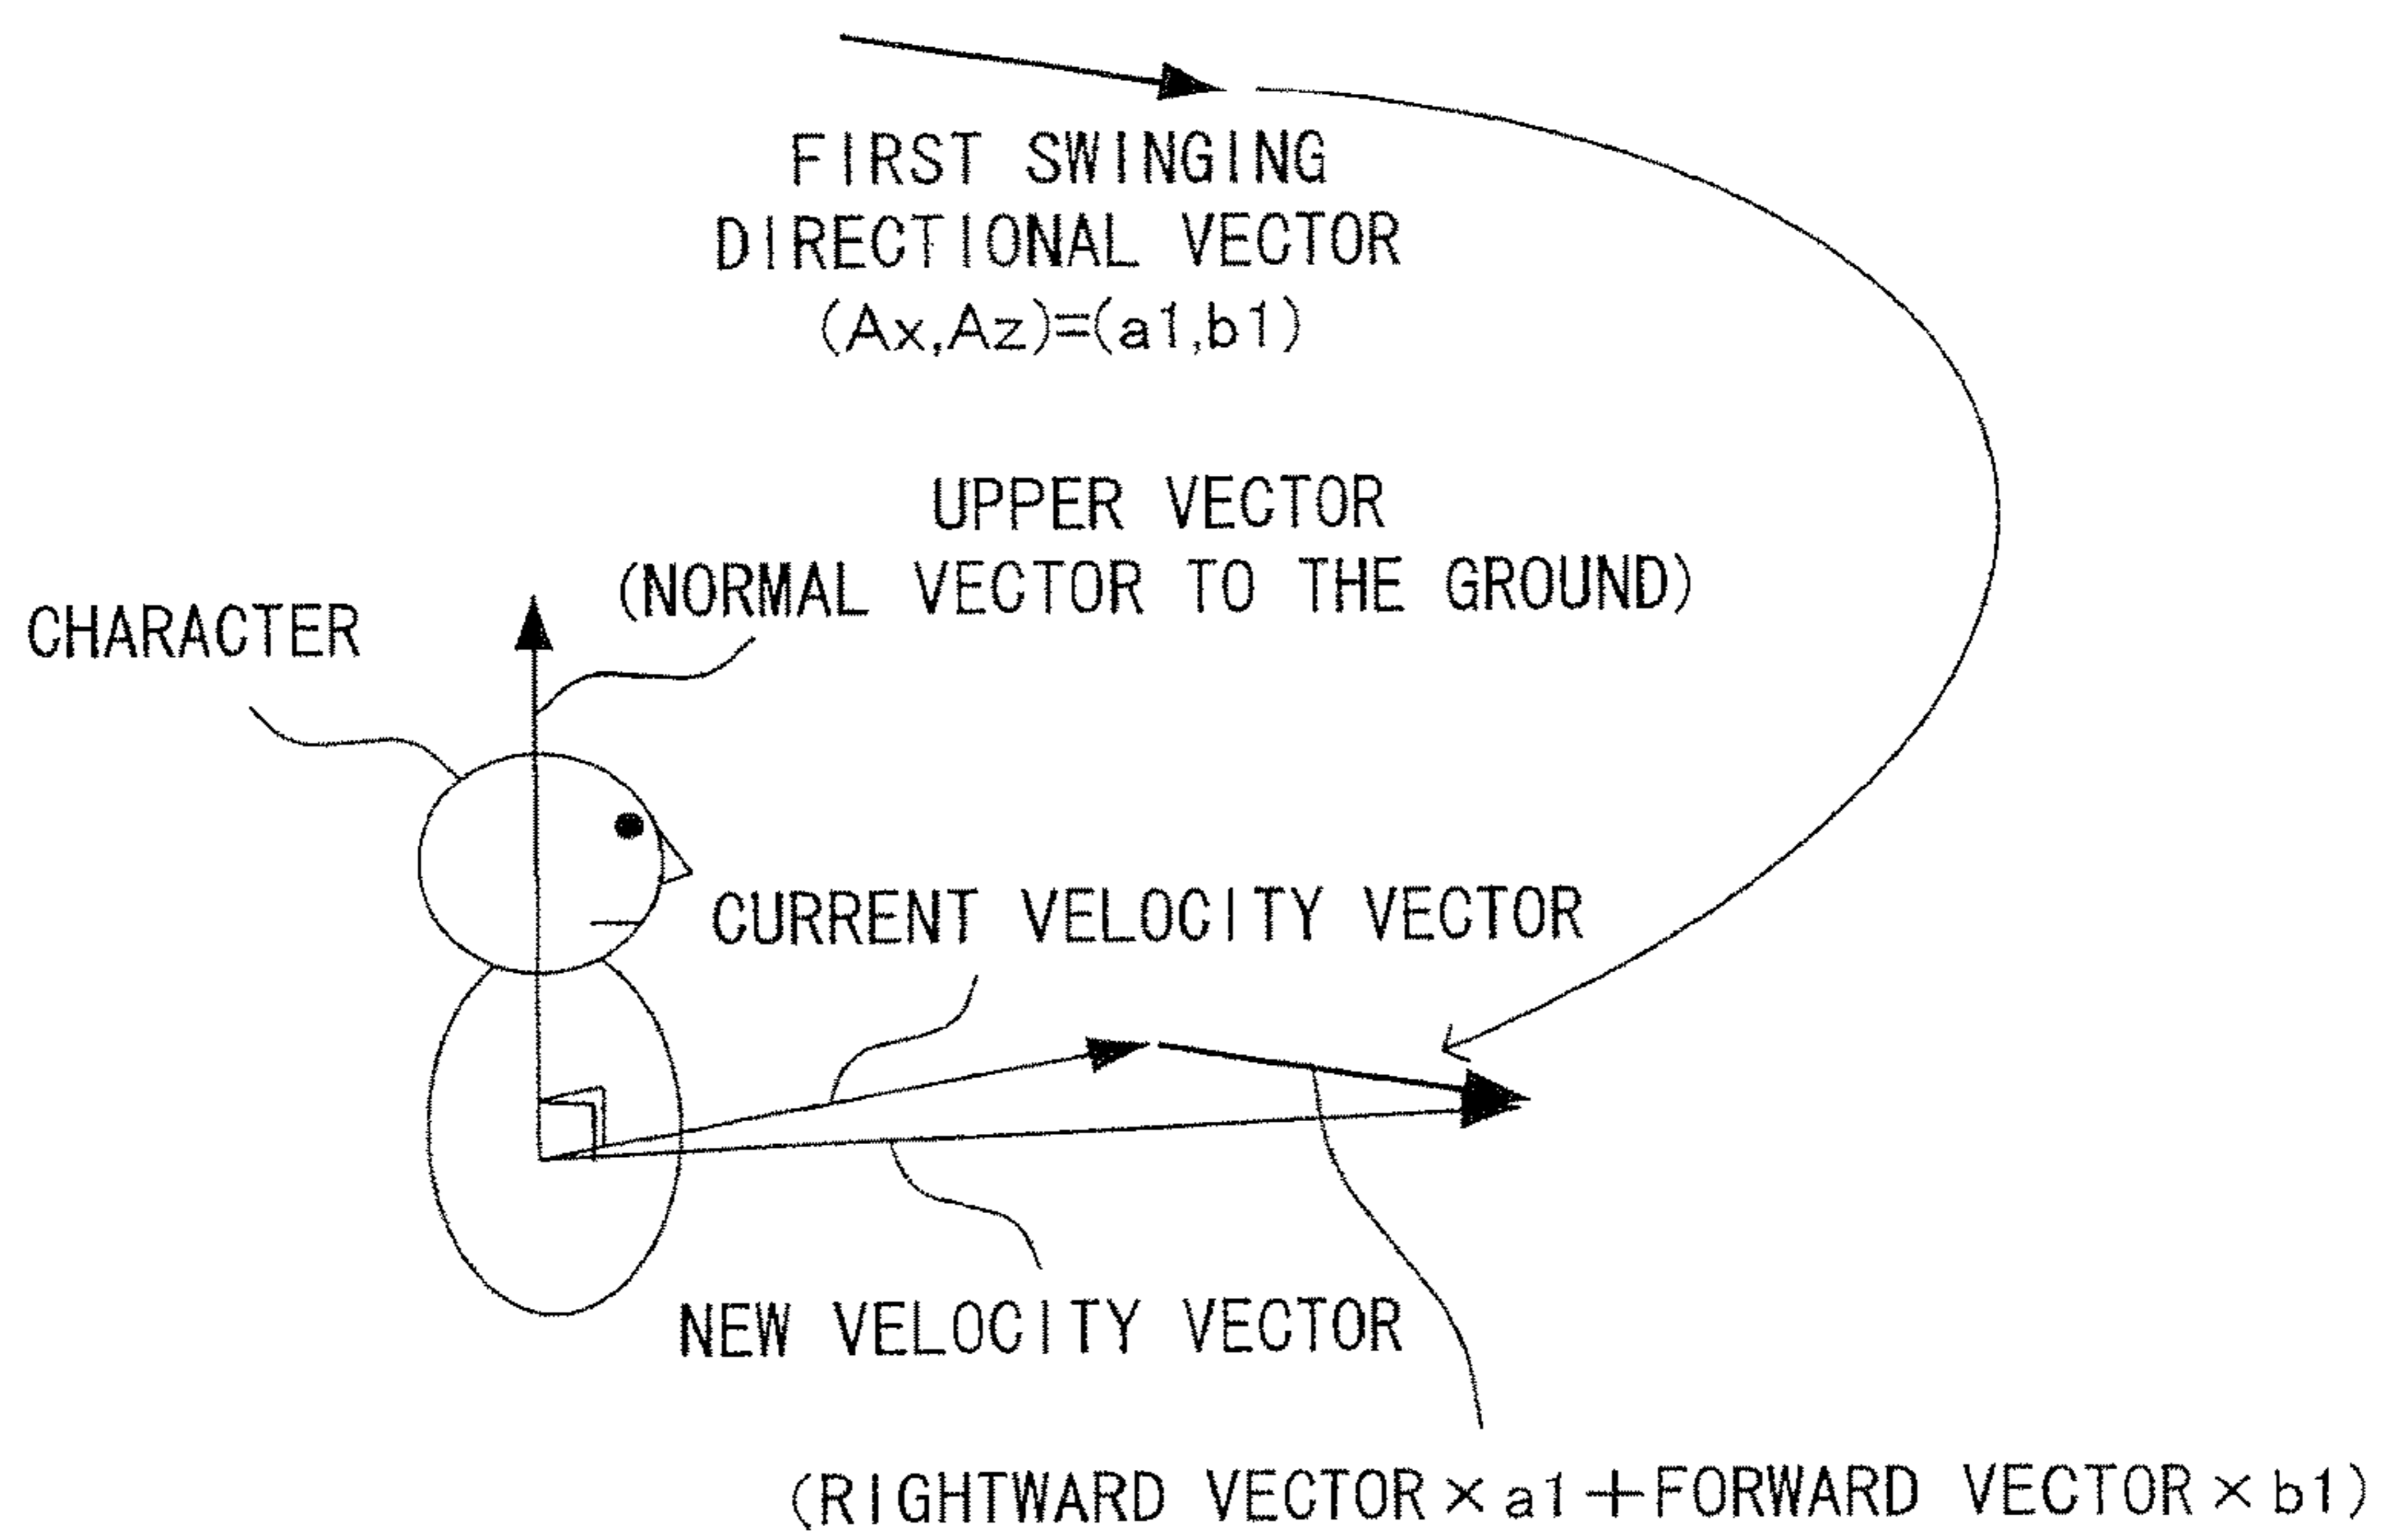 FIRST SWINGING
DIRECTIONAL VECTOR
(Ax,Az)=(a1,b1)
UPPER VECTOR
(NORMAL VECTOR TO THE GROUND)
CHARACTER
CURRENT VELOCITY VECTOR
NEW VELOCITY VECTOR
(RIGHTWARD VECTOR×a1+FORWARD VECTOR×b1)